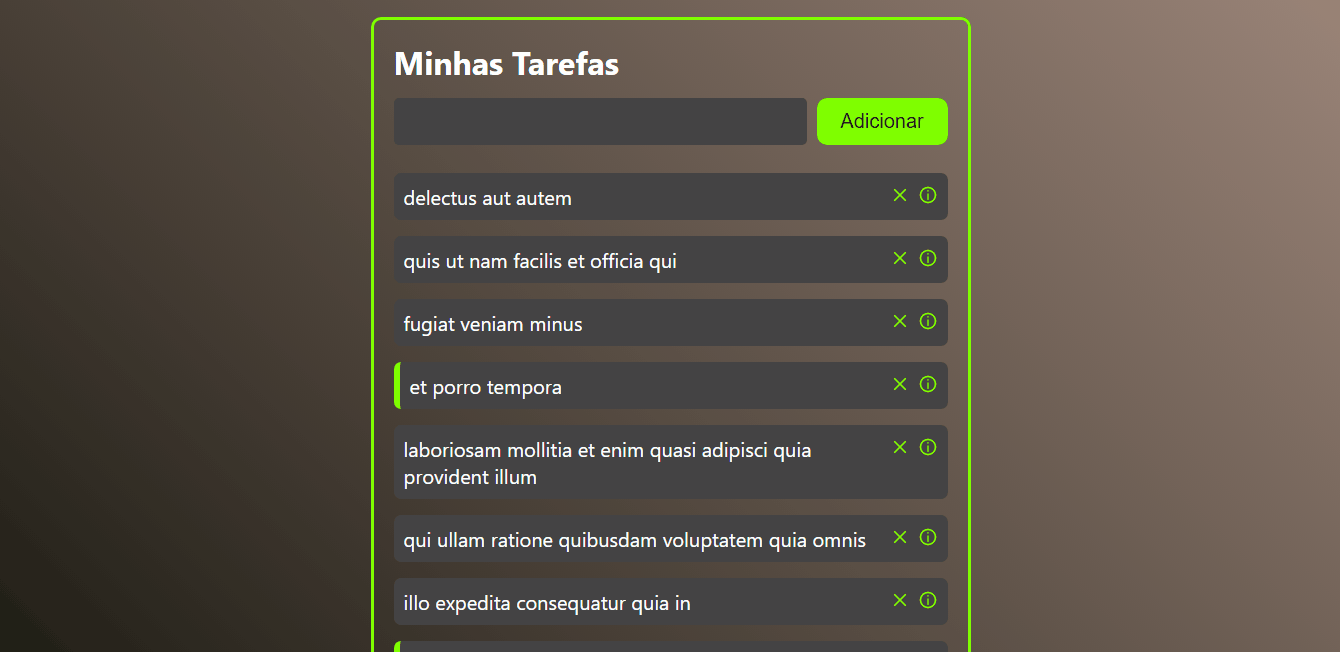 Minhas Tarefas
Adicionar
delectus aut autem
quis ut nam facilis et officia qui
fugiat veniam minus
et porro tempora
laboriosam mollitia et enim quasi adipisci quia
provident illum
qui ullam ratione quibusdam voluptatem quia omnis
illo expedita consequatur quia in